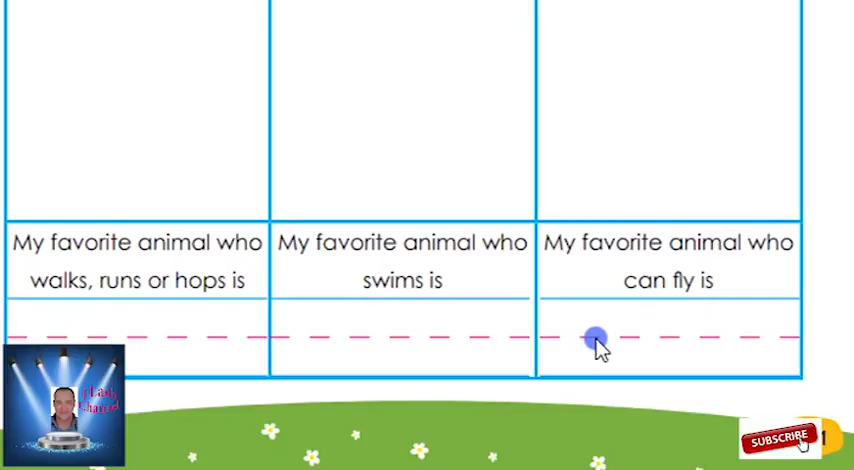 My favorite animal who
walks, runs or hops is
My favorite animal who
swims is
My favorite animal who
can fly is
SUBSCRIBE